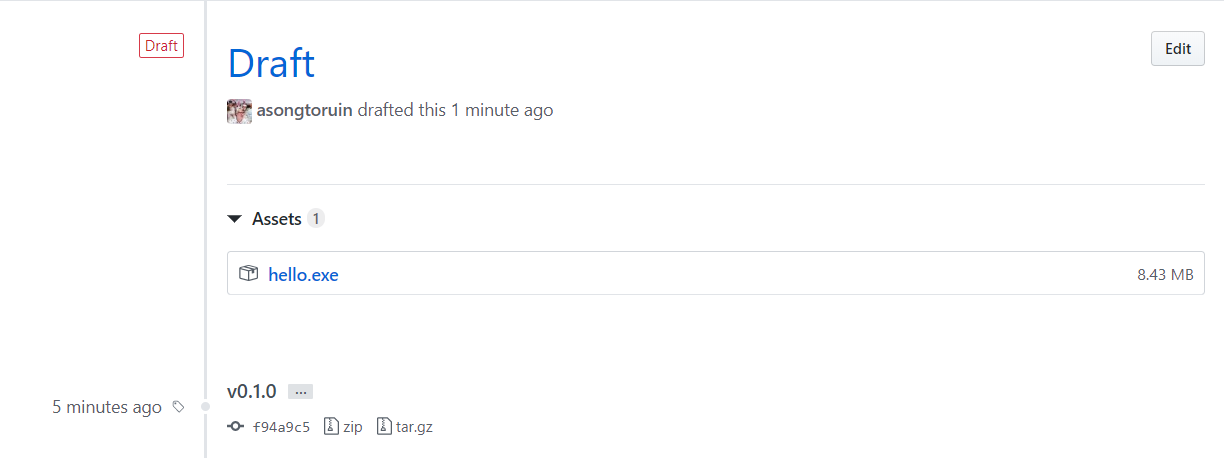 Draft
Draft
Edit
asongtoruin drafted this 1 minute ago
Assets 1
hello.exe 8.43 MB
v0.1.0 ...
5 minutes ago
f94a9c5 zip tar.gz